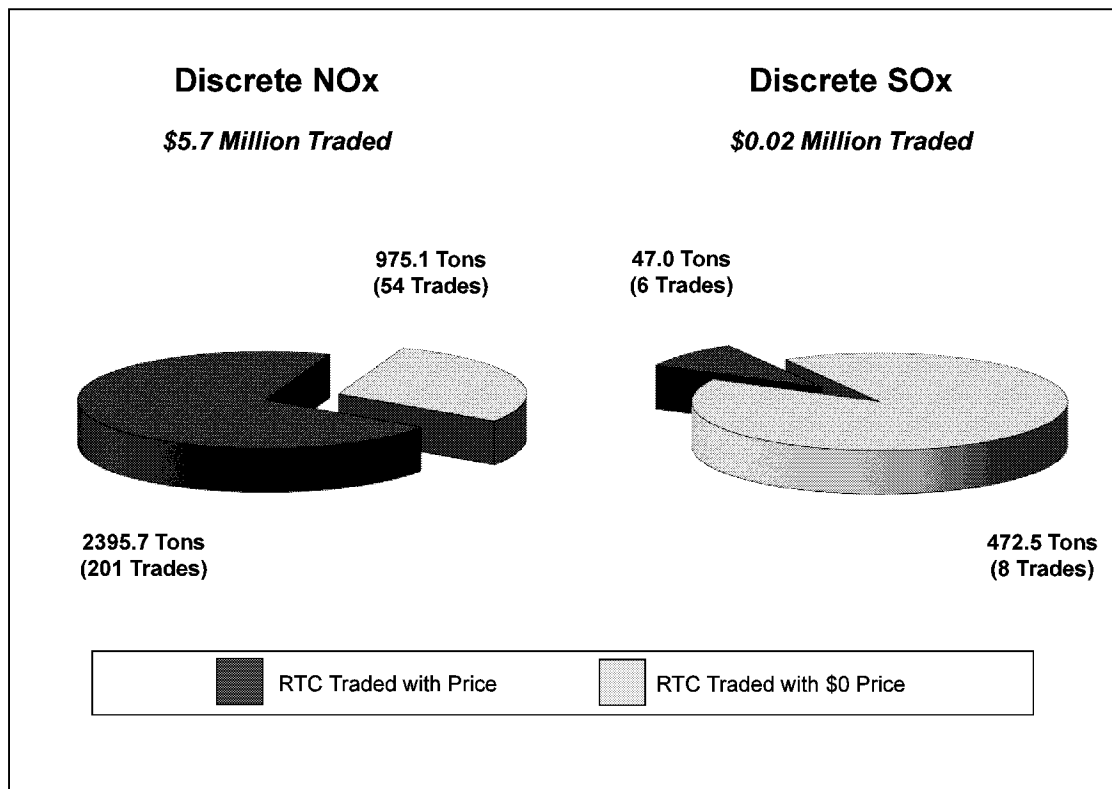 Discrete NOx
$5.7 Million Traded
Discrete SOx
$0.02 Million Traded
975.1 Tons
(54 Trades)
47.0 Tons
(6 Trades)
2395.7 Tons
(201 Trades)
472.5 Tons
(8 Trades)
RTC Traded with Price
RTC Traded with $0 Price